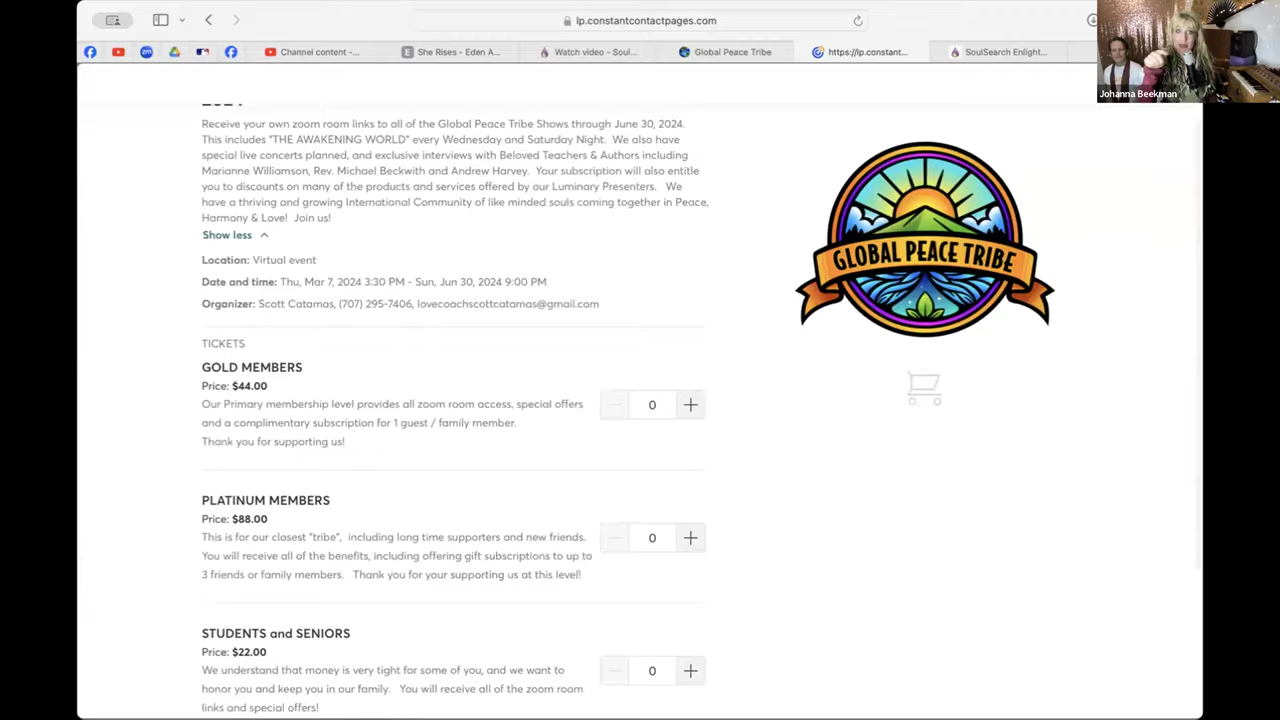 lp.constantcontactpages.com
Channel content -...
She Rises - Eden A...
Watch video - Soul...
Global Peace Tribe
https://lp.constant...
SoulSearch Enlight...
Johanna Beekman
Receive your own zoom room links to all of the Global Peace Tribe Shows through June 30, 2024.
This includes "THE AWAKENING WORLD" every Wednesday and Saturday Night. We also have
special live concerts planned, and exclusive interviews with Beloved Teachers & Authors including
Marianne Williamson, Rev. Michael Beckwith and Andrew Harvey. Your subscription will also entitle
you to discounts on many of the products and services offered by our Luminary Presenters. We
have a thriving and growing International Community of like minded souls coming together in Peace,
Harmony & Love! Join us!
Show less
Location: Virtual event
Date and time: Thu, Mar 7, 2024 3:30 PM - Sun, Jun 30, 2024 9:00 PM
Organizer: Scott Catamas, (707) 295-7406, lovecoachscottcatamas@gmail.com
GLOBAL PEACE TRIBE
TICKETS
GOLD MEMBERS
Price: $44.00
Our Primary membership level provides all zoom room access, special offers
and a complimentary subscription for 1 guest / family member.
Thank you for supporting us!
0
PLATINUM MEMBERS
Price: $88.00
This is for our closest "tribe", including long time supporters and new friends.
You will receive all of the benefits, including offering gift subscriptions to up to
3 friends or family members. Thank you for your supporting us at this level!
0
STUDENTS and SENIORS
Price: $22.00
We understand that money is very tight for some of you, and we want to
honor you and keep you in our family. You will receive all of the zoom room
links and special offers!
0